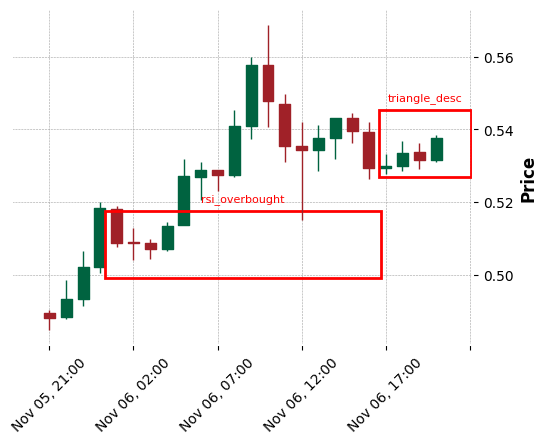 0.56
triangle_desc
0.54
rsi_overbought
0.52
0.50
Price
Nov 05, 21:00
Nov 06, 02:00
Nov 06, 07:00
Nov 06, 12:00
Nov 06, 17:00